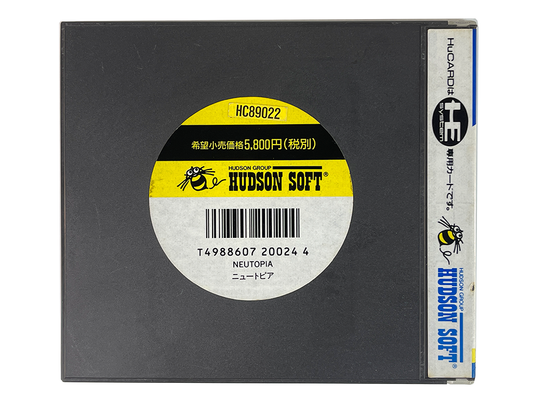 HC89022
希望小売価格5,800円(税別)
HUDSON GROUP
HUDSON SOFT®
T4988607 20024 4
NEUTOPIA
ニュートピア
HuCARDは
HE
system
専用カードです。
HUDSON GROUP
HUDSON SOFT®